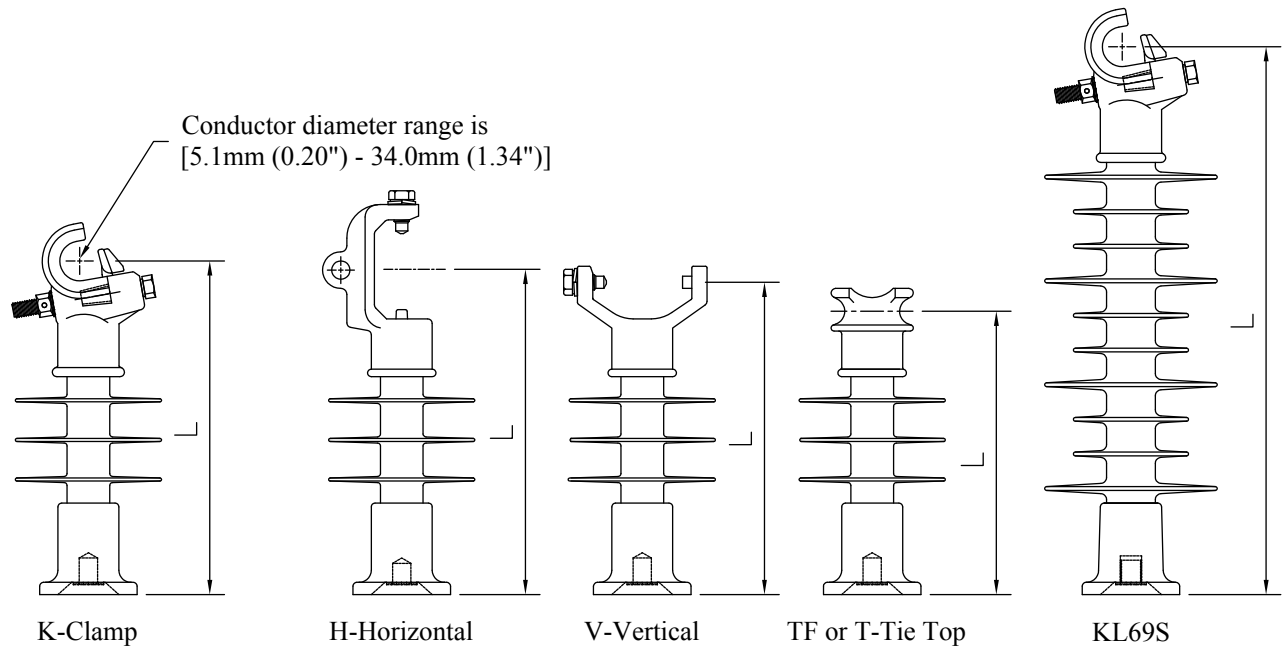 Conductor diameter range is
[5.1mm (0.20") - 34.0mm (1.34")]
L
L
L
L
L
K-Clamp
H-Horizontal
V-Vertical
TF or T-Tie Top
KL69S